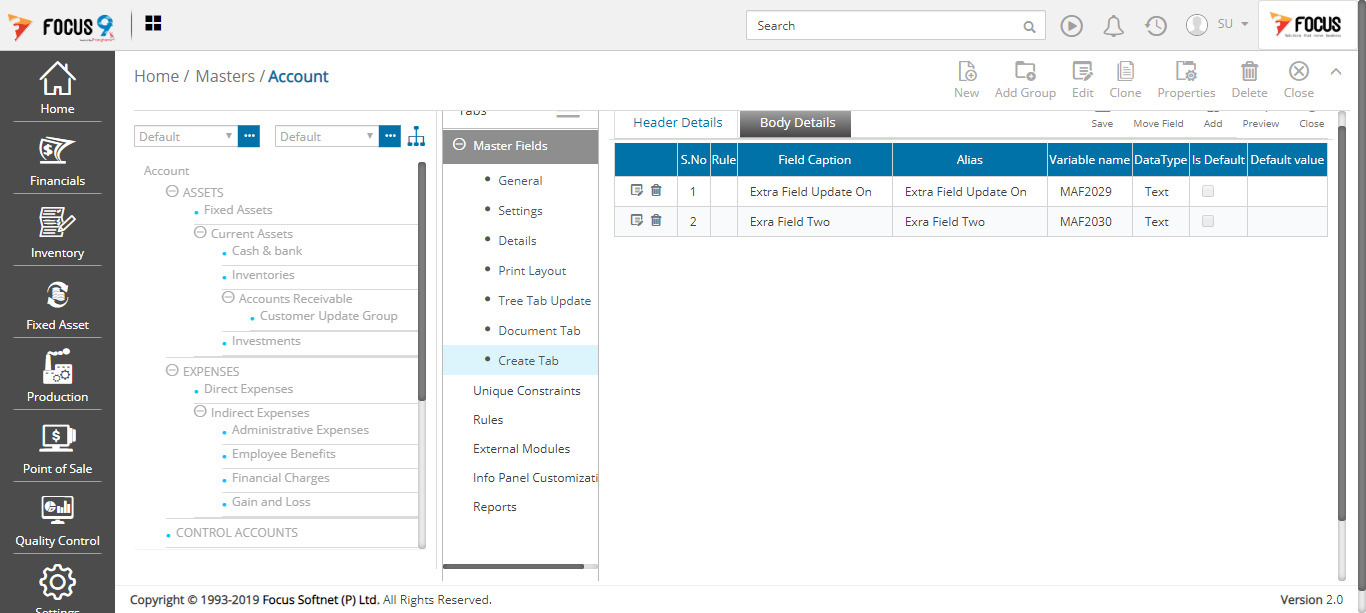 FOCUS 9
Search
SU
FOCUS
Home / Masters / Account
New
Add Group
Edit
Clone
Properties
Delete
Close
Home
Financials
Inventory
Fixed Asset
Production
Point of Sale
Quality Control
Settings
Default
Default
Account
ASSETS
Fixed Assets
Current Assets
Cash & bank
Inventories
Accounts Receivable
Customer Update Group
Investments
EXPENSES
Direct Expenses
Indirect Expenses
Administrative Expenses
Employee Benefits
Financial Charges
Gain and Loss
CONTROL ACCOUNTS
Tabs
Master Fields
General
Settings
Details
Print Layout
Tree Tab Update
Document Tab
Create Tab
Unique Constraints
Rules
External Modules
Info Panel Customizati
Reports
Header Details Body Details
Save Move Field Add Preview Close
S.No Rule Field Caption Alias Variable name DataType Is Default Default value
1 Extra Field Update On Extra Field Update On MAF2029 Text
2 Exra Field Two Exra Field Two MAF2030 Text
Copyright © 1993-2019 Focus Softnet (P) Ltd. All Rights Reserved.
Version 2.0